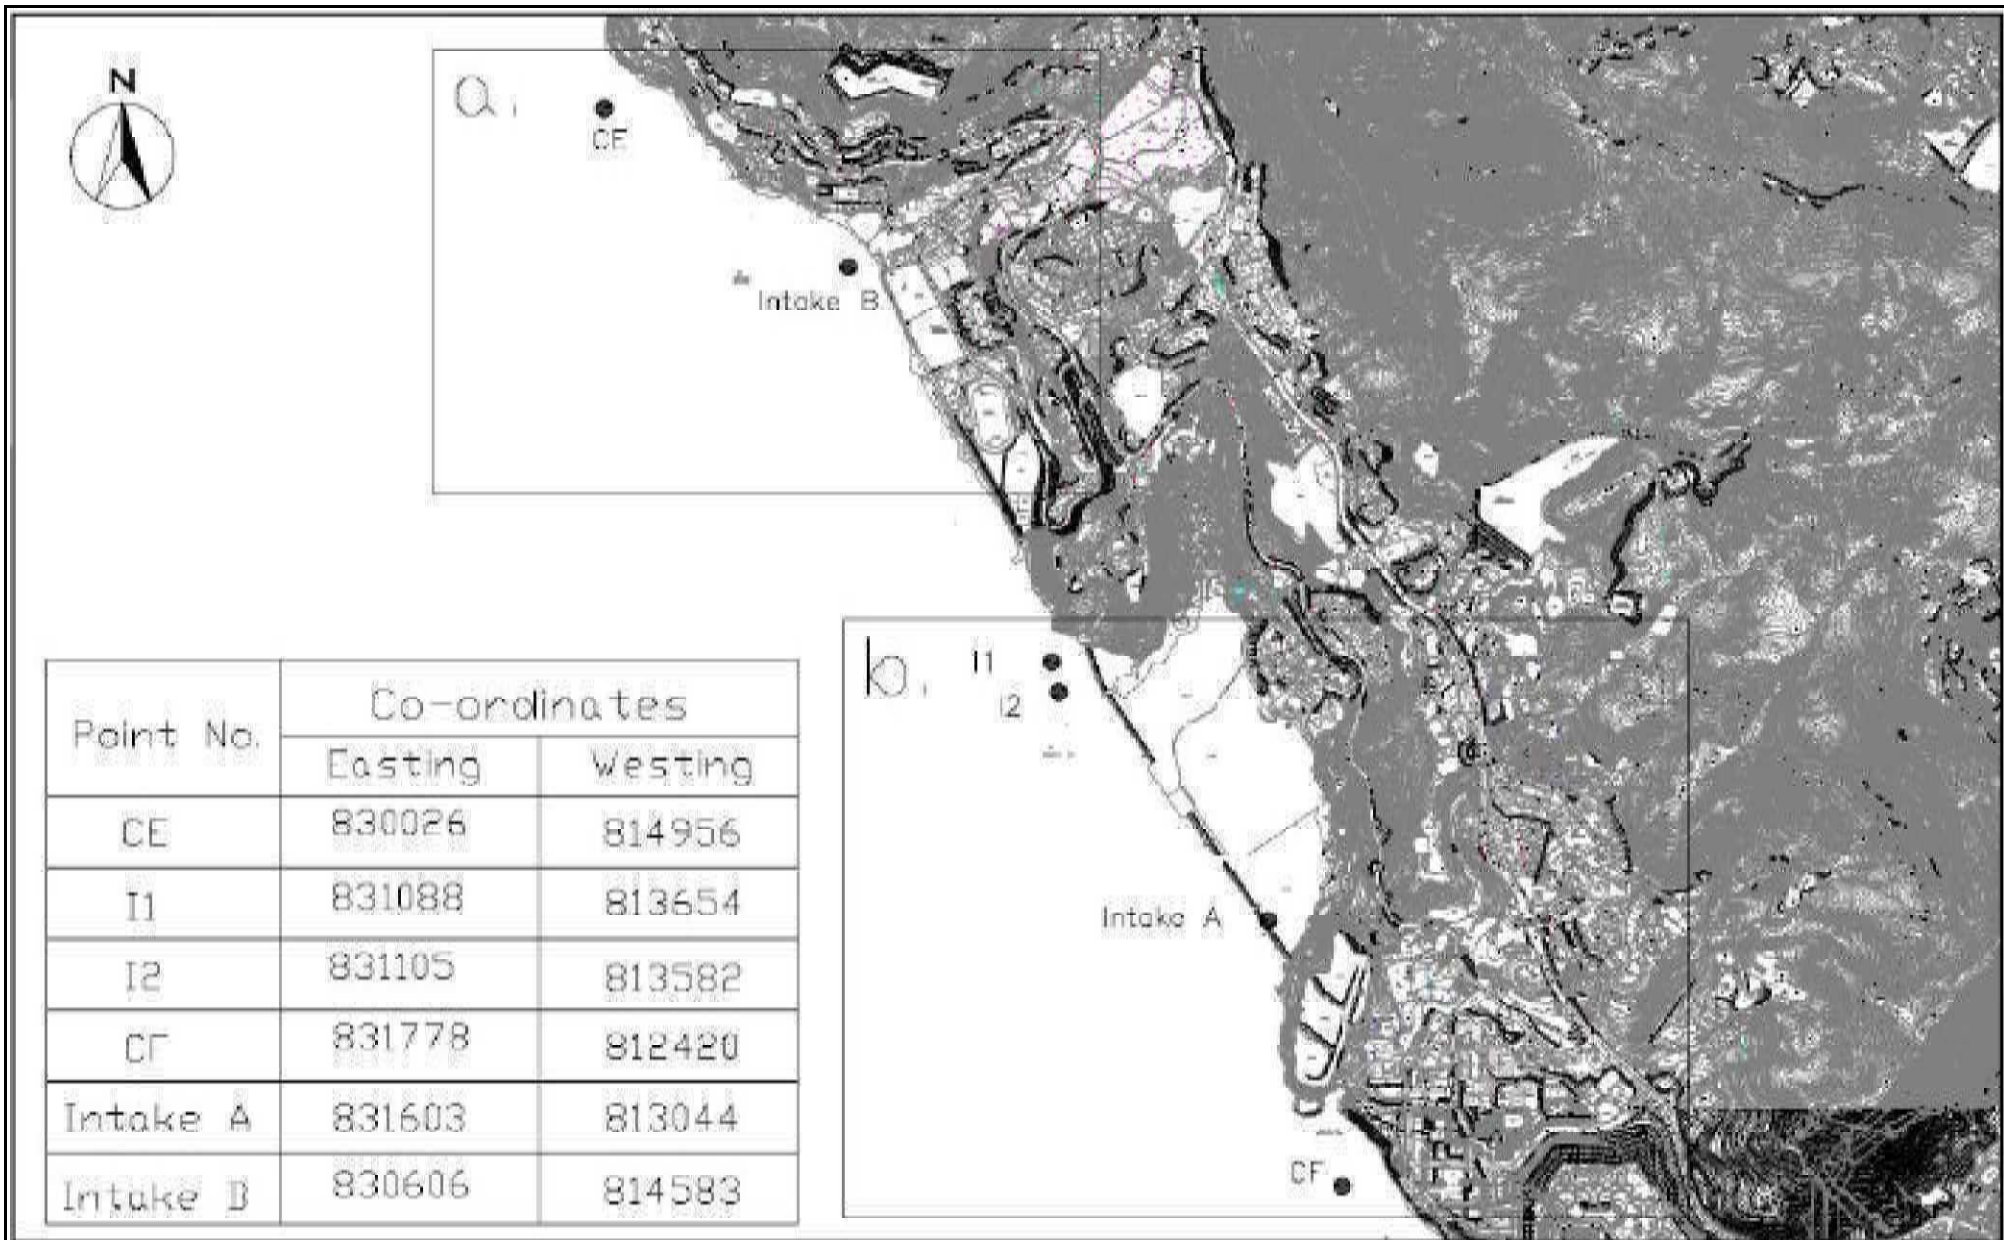 N
a.
CE
Intake B
b.
I1
I2
Intake A
CF
Point No.
Co-ordinates
Easting
Westing
CE
830026
814956
I1
831088
813654
I2
831105
813582
CF
831778
812420
Intake A
831603
813044
Intake B
830606
814583